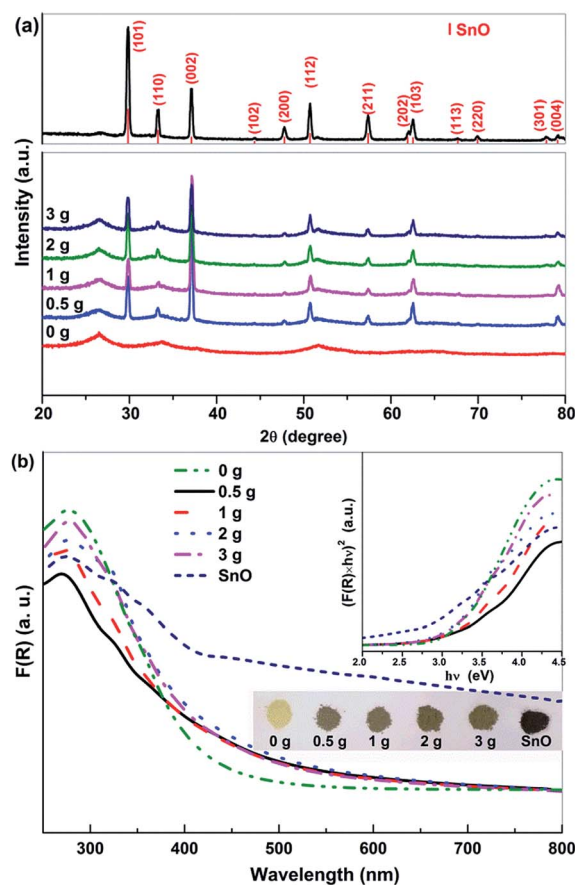 (a)
I SnO
(101)
(110)
(002)
(102)
(200)
(112)
(211)
(202)
(103)
(113)
(220)
(301)
(004)
3 g
2 g
1 g
0.5 g
0 g
Intensity (a.u.)
20 30 40 50 60 70 80
2θ (degree)
(b)
0 g
0.5 g
1 g
2 g
3 g
SnO
F(R) (a. u.)
(F(R)×hν)² (a.u.)
2.0 2.5 3.0 3.5 4.0 4.5
hν (eV)
0 g 0.5 g 1 g 2 g 3 g SnO
300 400 500 600 700 800
Wavelength (nm)